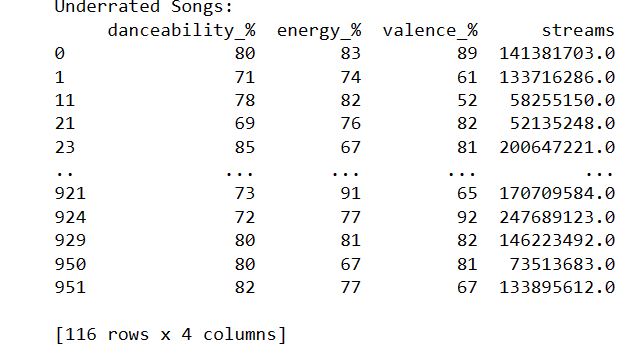 Underrated Songs:
danceability_% energy_% valence_% streams
0 80 83 89 141381703.0
1 71 74 61 133716286.0
11 78 82 52 58255150.0
21 69 76 82 52135248.0
23 85 67 81 200647221.0
.. ... ... ... ...
921 73 91 65 170709584.0
924 72 77 92 247689123.0
929 80 81 82 146223492.0
950 80 67 81 73513683.0
951 82 77 67 133895612.0
[116 rows x 4 columns]